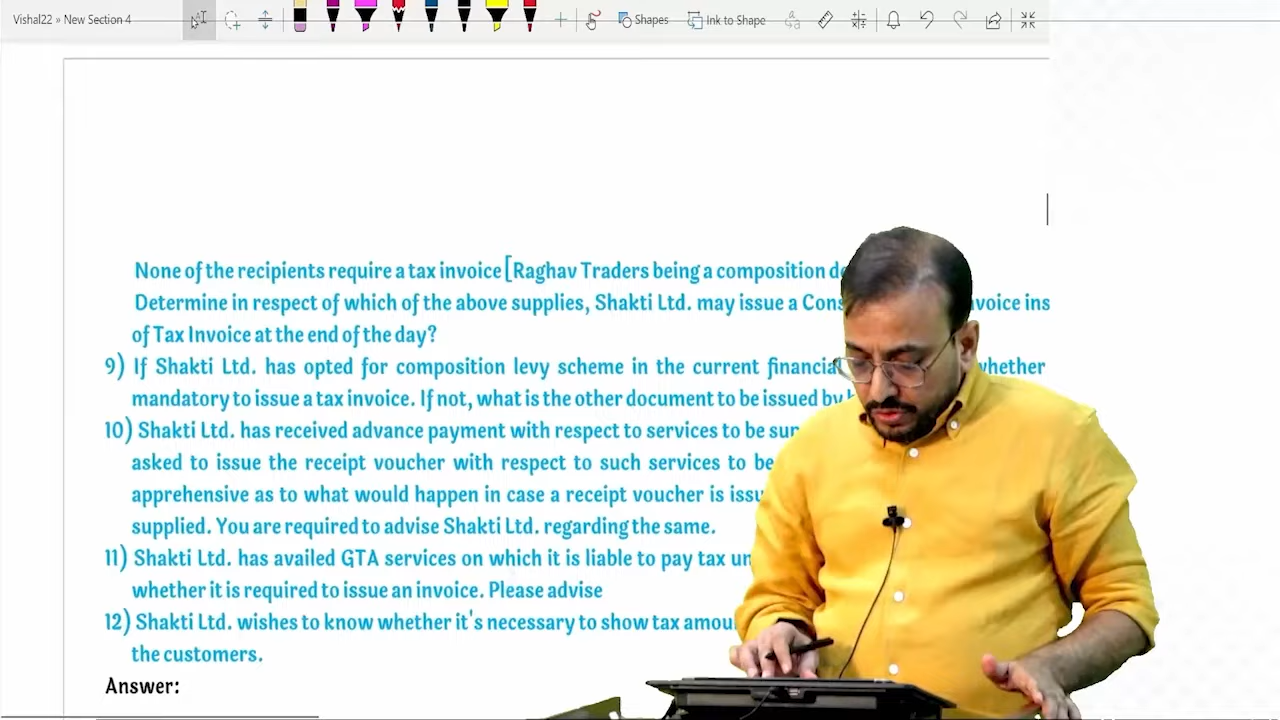 Vishal22 » New Section 4
Shapes
Ink to Shape
None of the recipients require a tax invoice [Raghav Traders being a composition
Determine in respect of which of the above supplies, Shakti Ltd. may issue a
of Tax Invoice at the end of the day?
9) If Shakti Ltd. has opted for composition levy scheme in the current whether
mandatory to issue a tax invoice. If not, what is the other document to be issued by
10) Shakti Ltd. has received advance payment with respect to services to be
asked to issue the receipt voucher with respect to such services to be
apprehensive as to what would happen in case a receipt voucher is
supplied. You are required to advise Shakti Ltd. regarding the same.
11) Shakti Ltd. has availed GTA services on which it is liable to pay tax
whether it is required to issue an invoice. Please advise
12) Shakti Ltd. wishes to know whether it's necessary to show tax
the customers.
Answer: